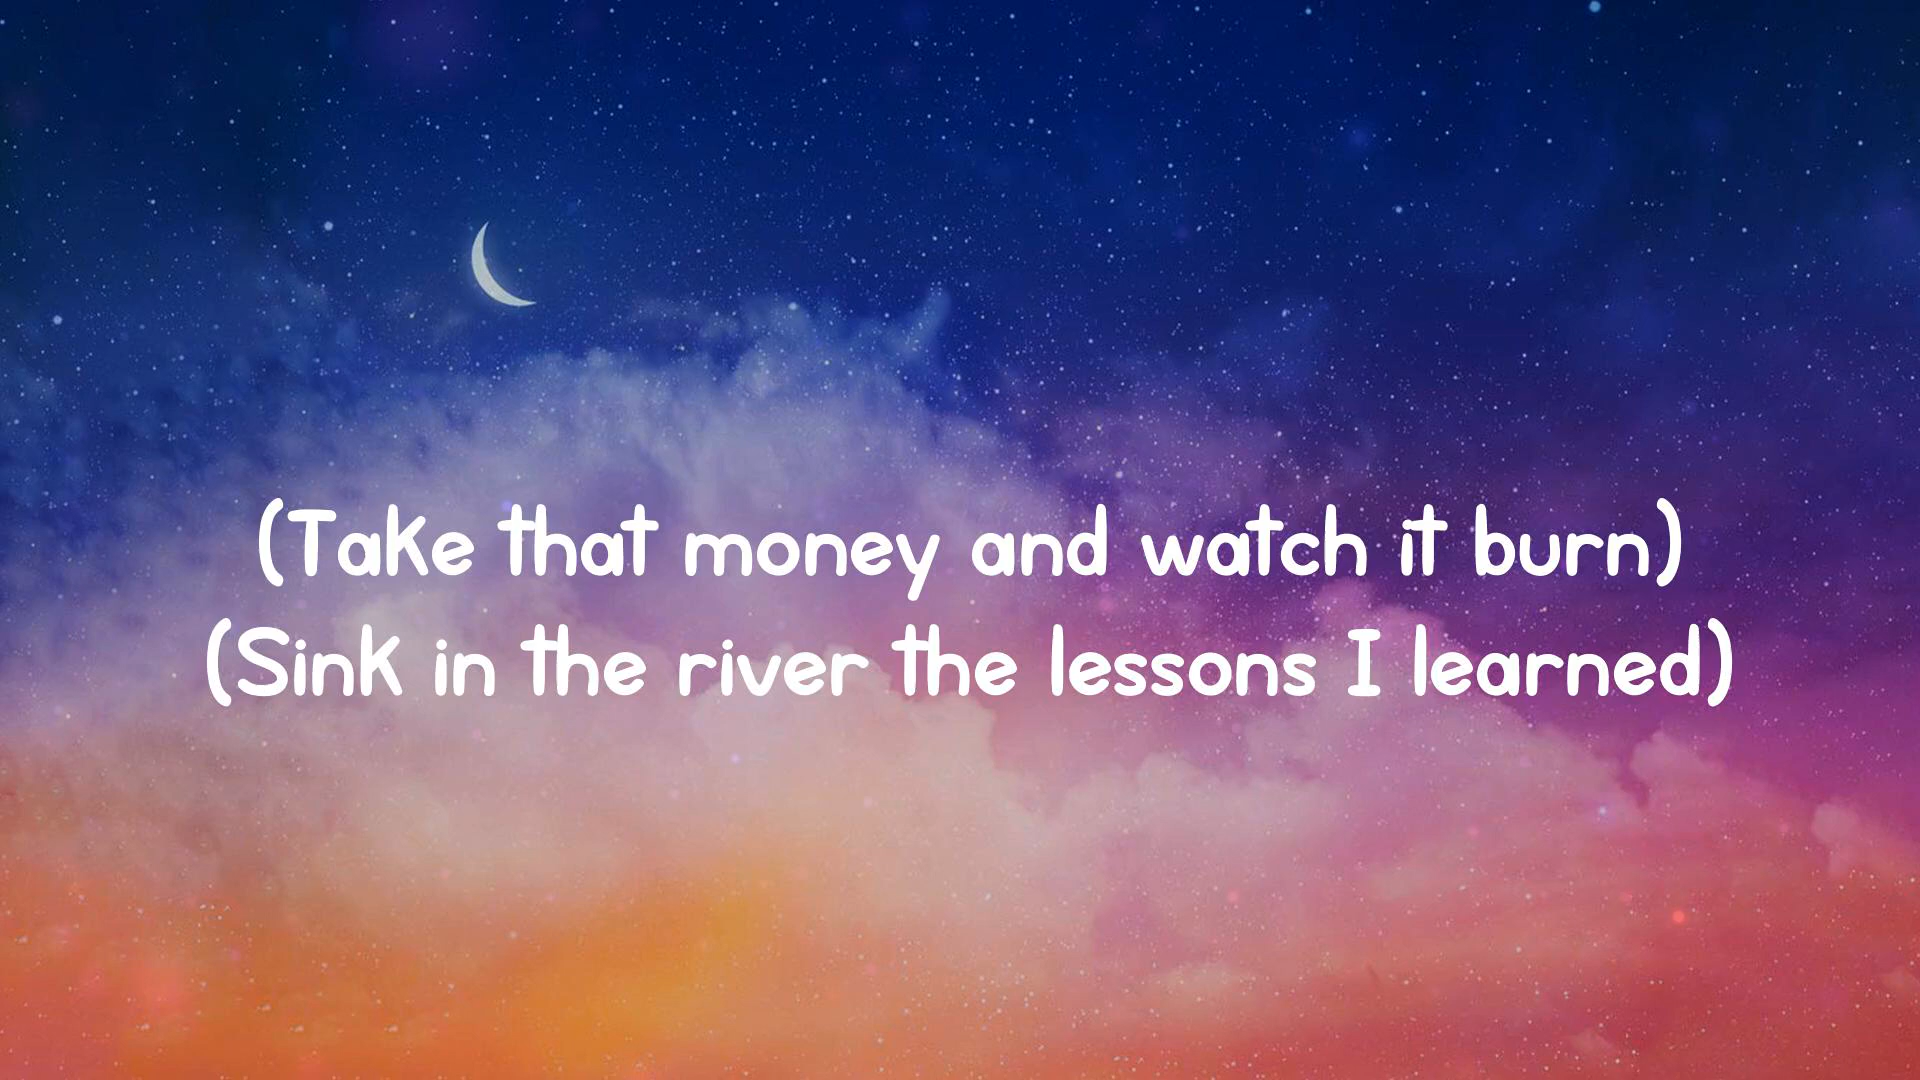 (Take that money and watch it burn)
(Sink in the river the lessons I learned)